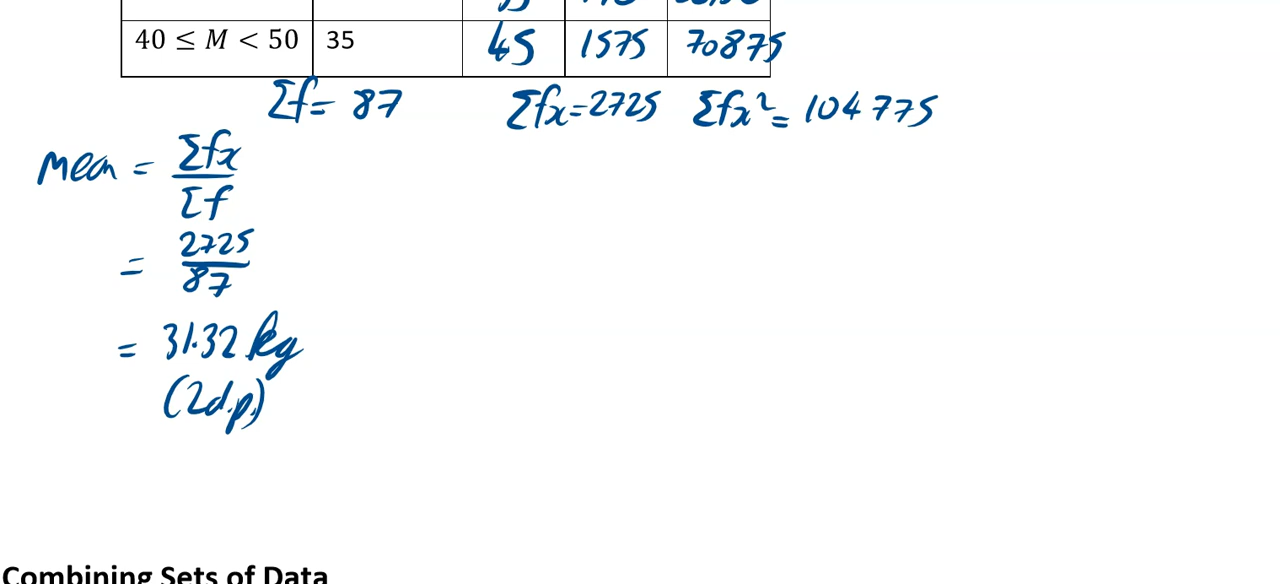 40 ≤ M < 50 35 45 1575 70875
Σf= 87 Σfx=2725 Σfx²= 104775
mean = Σfx
Σf
= 2725
87
= 31.32 kg
(2d.p)
Combining Sets of Data